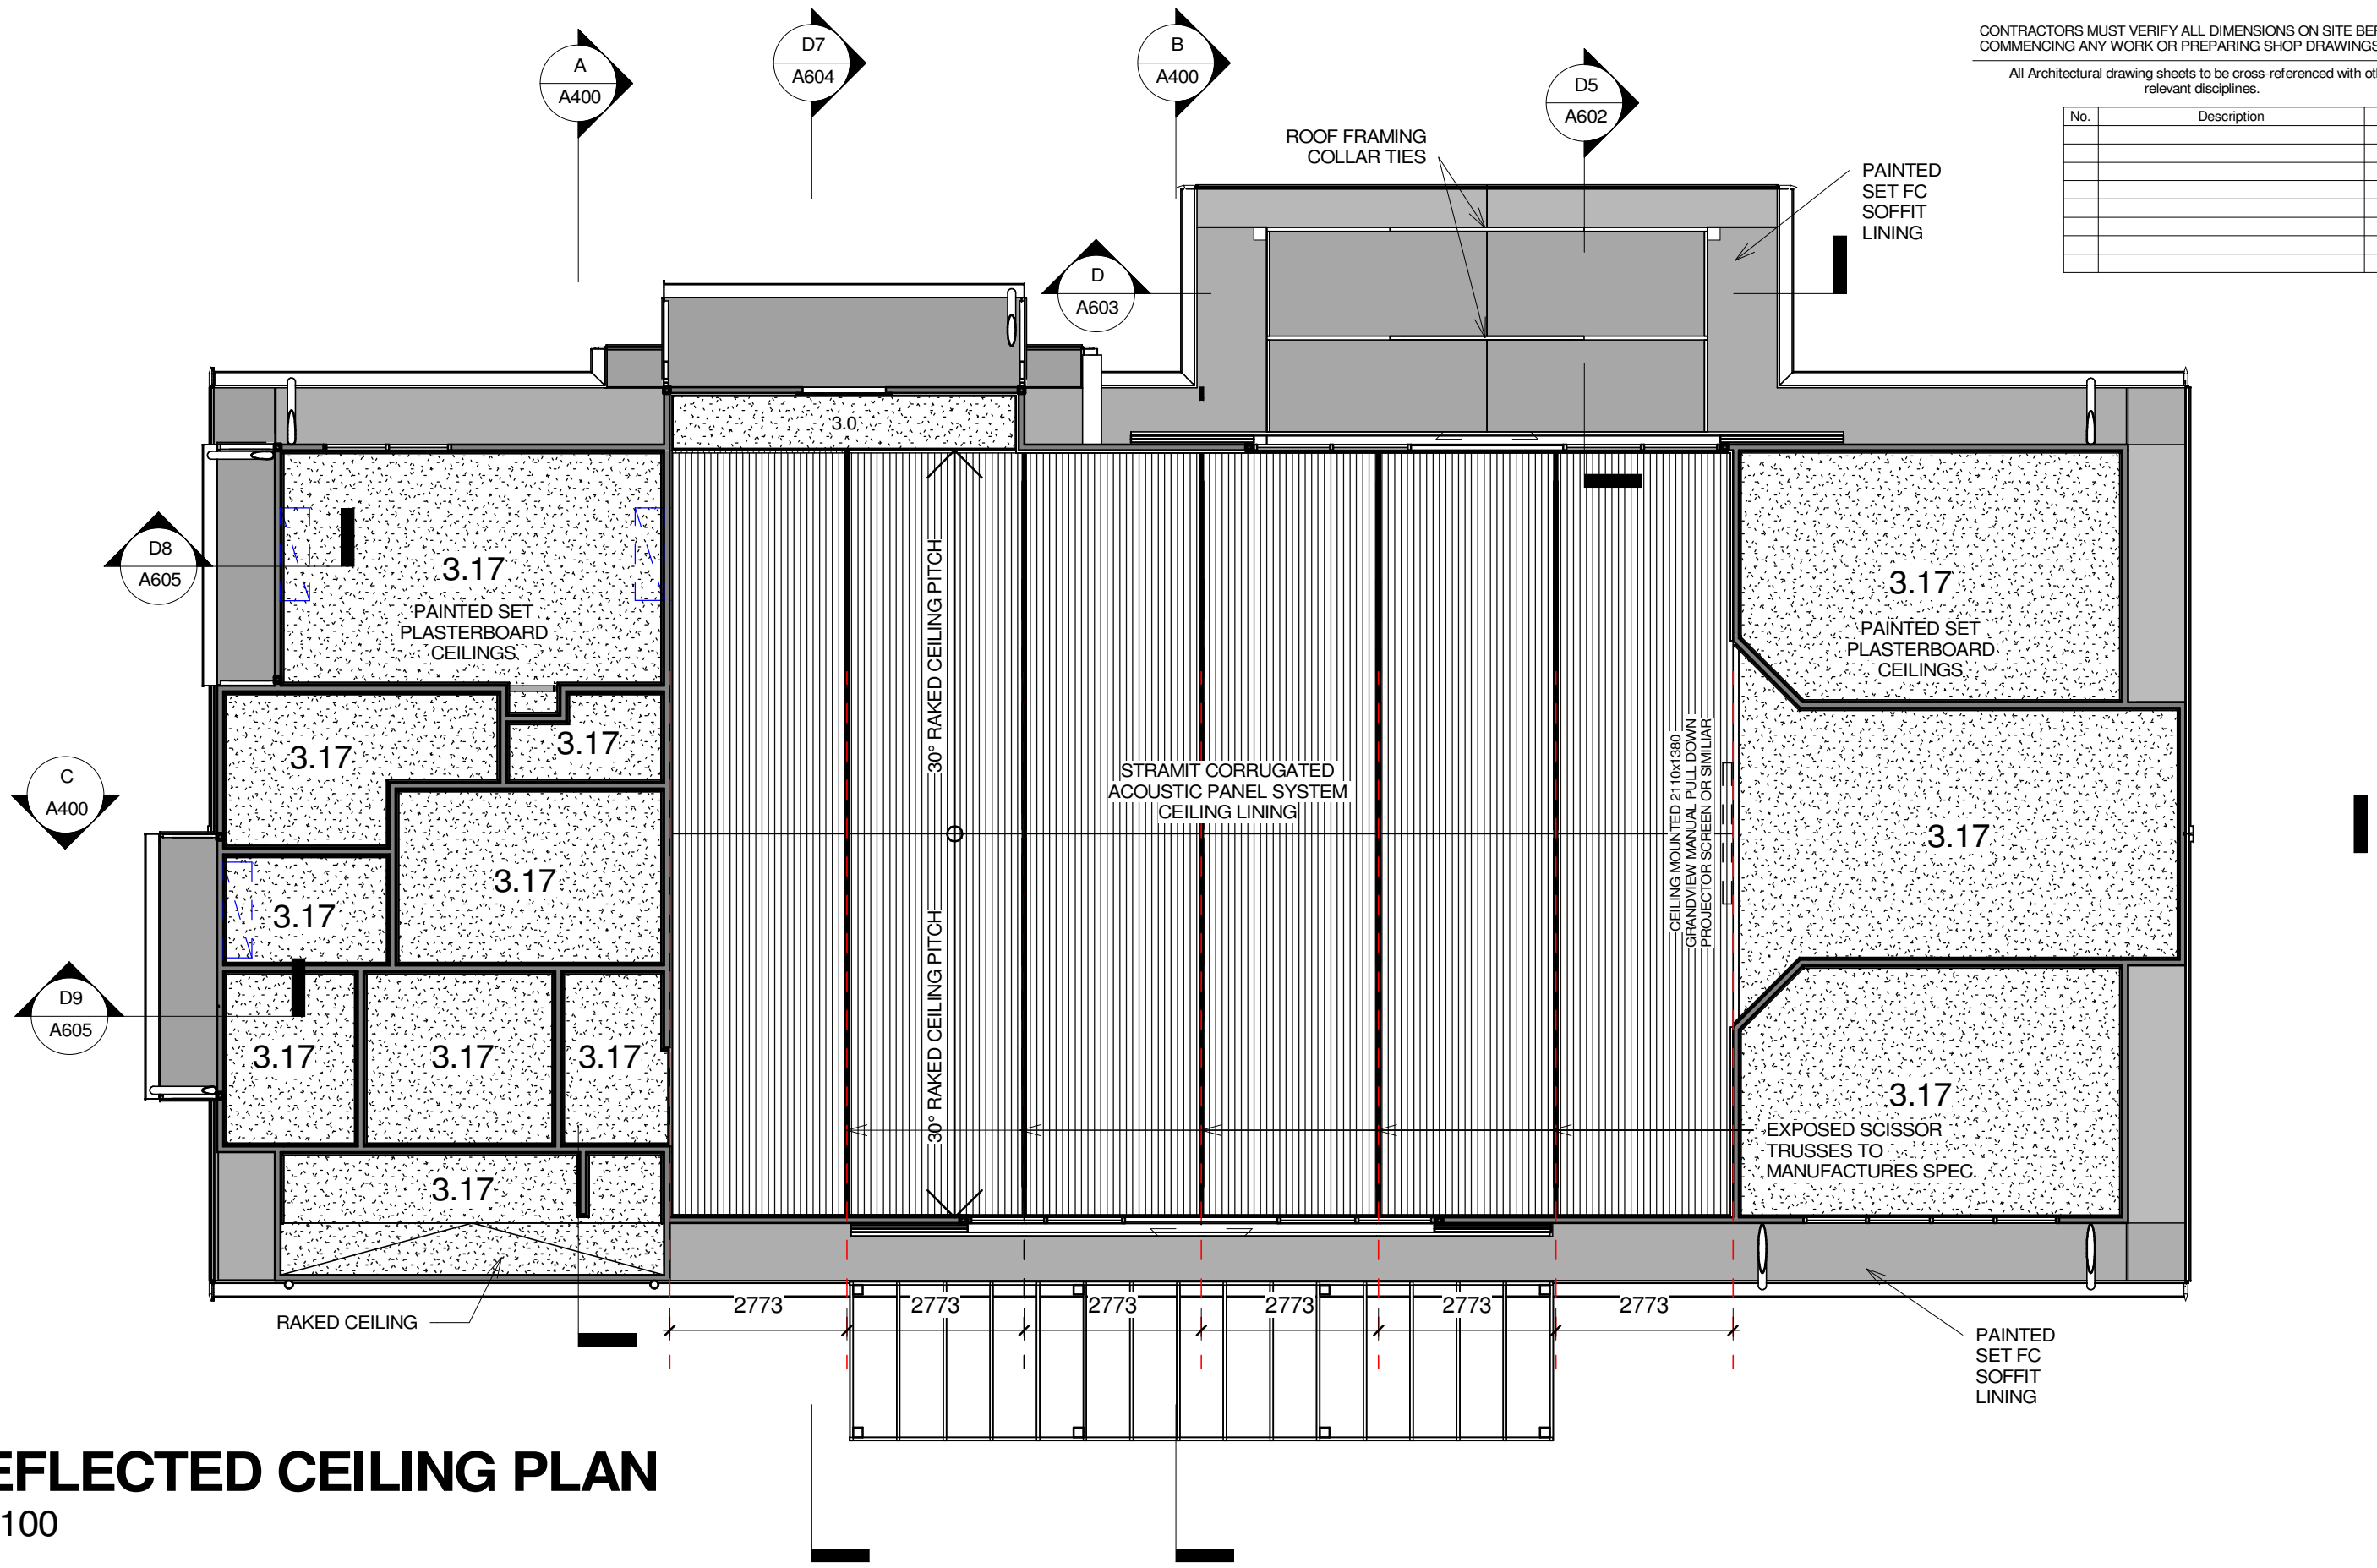 CONTRACTORS MUST VERIFY ALL DIMENSIONS ON SITE
COMMENCING ANY WORK OR PREPARING SHOP DRAWINGS
All Architectural drawing sheets to be cross-referenced with
relevant disciplines.
No. Description
A
A400
D7
A604
B
A400
D5
A602
ROOF FRAMING
COLLAR TIES
PAINTED
SET FC
SOFFIT
LINING
D
A603
3.0
D8
A605
3.17
PAINTED SET
PLASTERBOARD
CEILINGS
3.17
PAINTED SET
PLASTERBOARD
CEILINGS
30° RAKED CEILING PITCH
30° RAKED CEILING PITCH
3.17
3.17
C
A400
STRAMIT CORRUGATED
ACOUSTIC PANEL SYSTEM
CEILING LINING
CEILING MOUNTED 2110x1380
GRANDVIEW MANUAL PULL DOWN
PROJECTOR SCREEN OR SIMILIAR
3.17
3.17
3.17
D9
A605
3.17
3.17
3.17
3.17
EXPOSED SCISSOR
TRUSSES TO
MANUFACTURES SPEC.
3.17
RAKED CEILING
2773
2773
2773
2773
2773
2773
PAINTED
SET FC
SOFFIT
LINING
EFLECTED CEILING PLAN
100